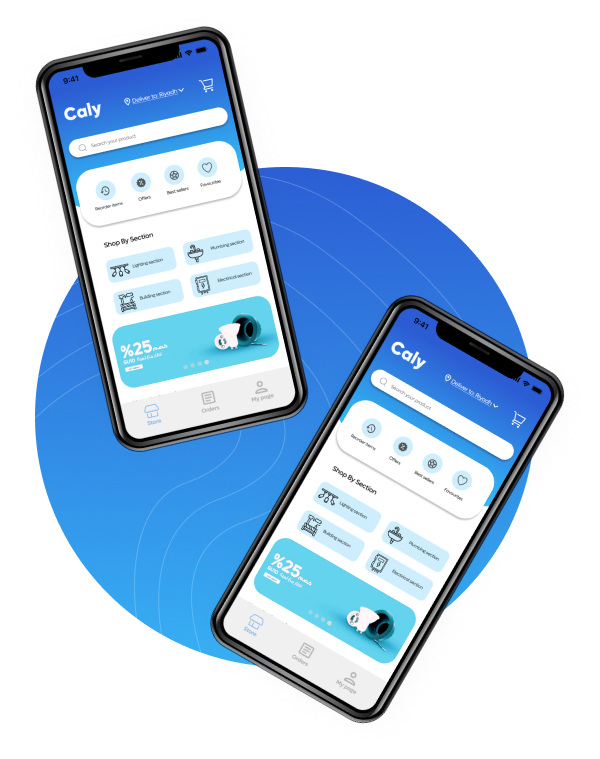 9:41
Caly
Deliver to: Riyadh
Search your product
Reorder items
Offers
Best sellers
Favourites
Shop By Section
Lighting section
Plumbing section
Building section
Electrical section
%25
Store
Orders
My page
9:41
Caly
Deliver to: Riyadh
Search your product
Reorder items
Offers
Best sellers
Favourites
Shop By Section
Lighting section
Plumbing section
Building section
Electrical section
%25
Store
Orders
My page